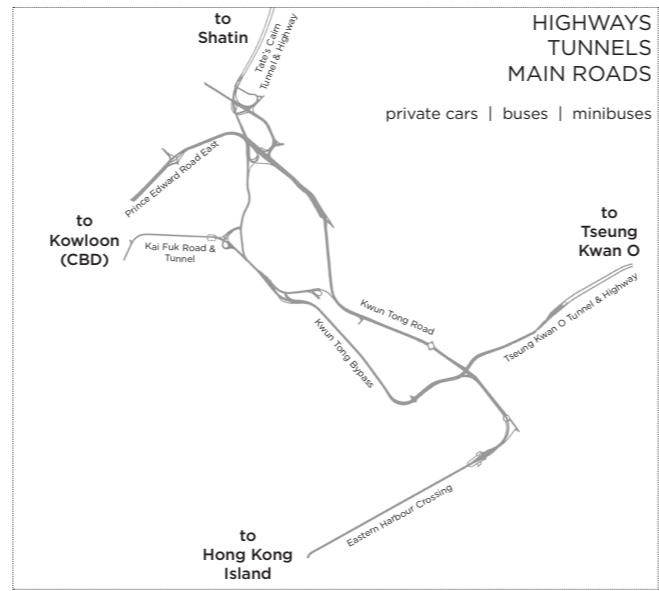 to
Shatin
HIGHWAYS
TUNNELS
MAIN ROADS
private cars | buses | minibuses
Tate's Cairn
Tunnel & Highway
Prince Edward Road East
to
Kowloon
(CBD)
Kai Fuk Road &
Tunnel
to
Tseung
Kwan O
Kwun Tong Road
Tseung Kwan O Tunnel & Highway
Kwun Tong Bypass
Eastern Harbour Crossing
to
Hong Kong
Island